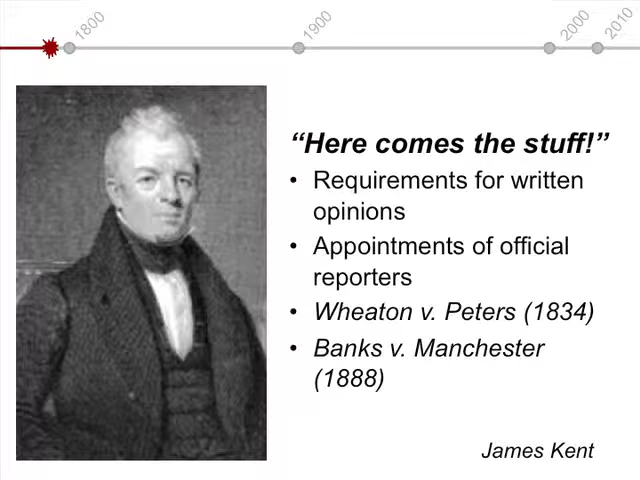 1800
1900
2000
2010
“Here comes the stuff!”
• Requirements for written
opinions
• Appointments of official
reporters
• Wheaton v. Peters (1834)
• Banks v. Manchester
(1888)
James Kent